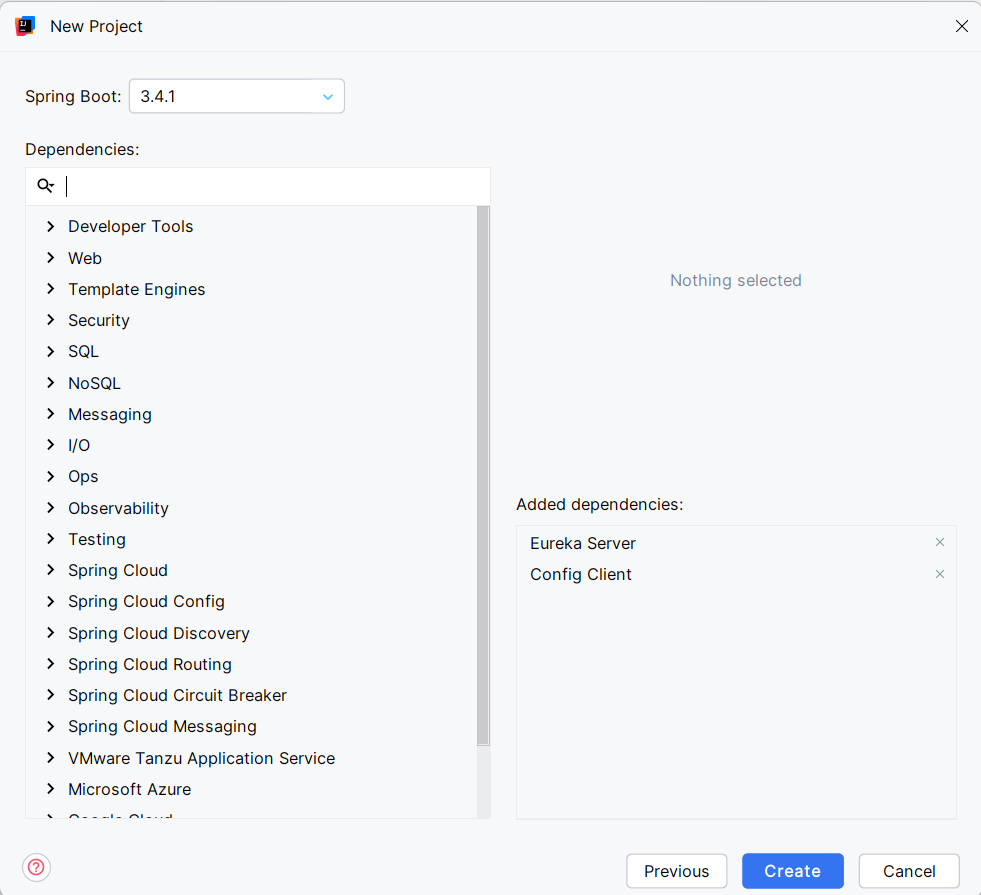 New Project
Spring Boot: 3.4.1
Dependencies:
Developer Tools
Web
Template Engines
Security
SQL
NoSQL
Messaging
I/O
Ops
Observability
Testing
Spring Cloud
Spring Cloud Config
Spring Cloud Discovery
Spring Cloud Routing
Spring Cloud Circuit Breaker
Spring Cloud Messaging
VMware Tanzu Application Service
Microsoft Azure
Google Cloud
Nothing selected
Added dependencies:
Eureka Server
Config Client
Previous Create Cancel